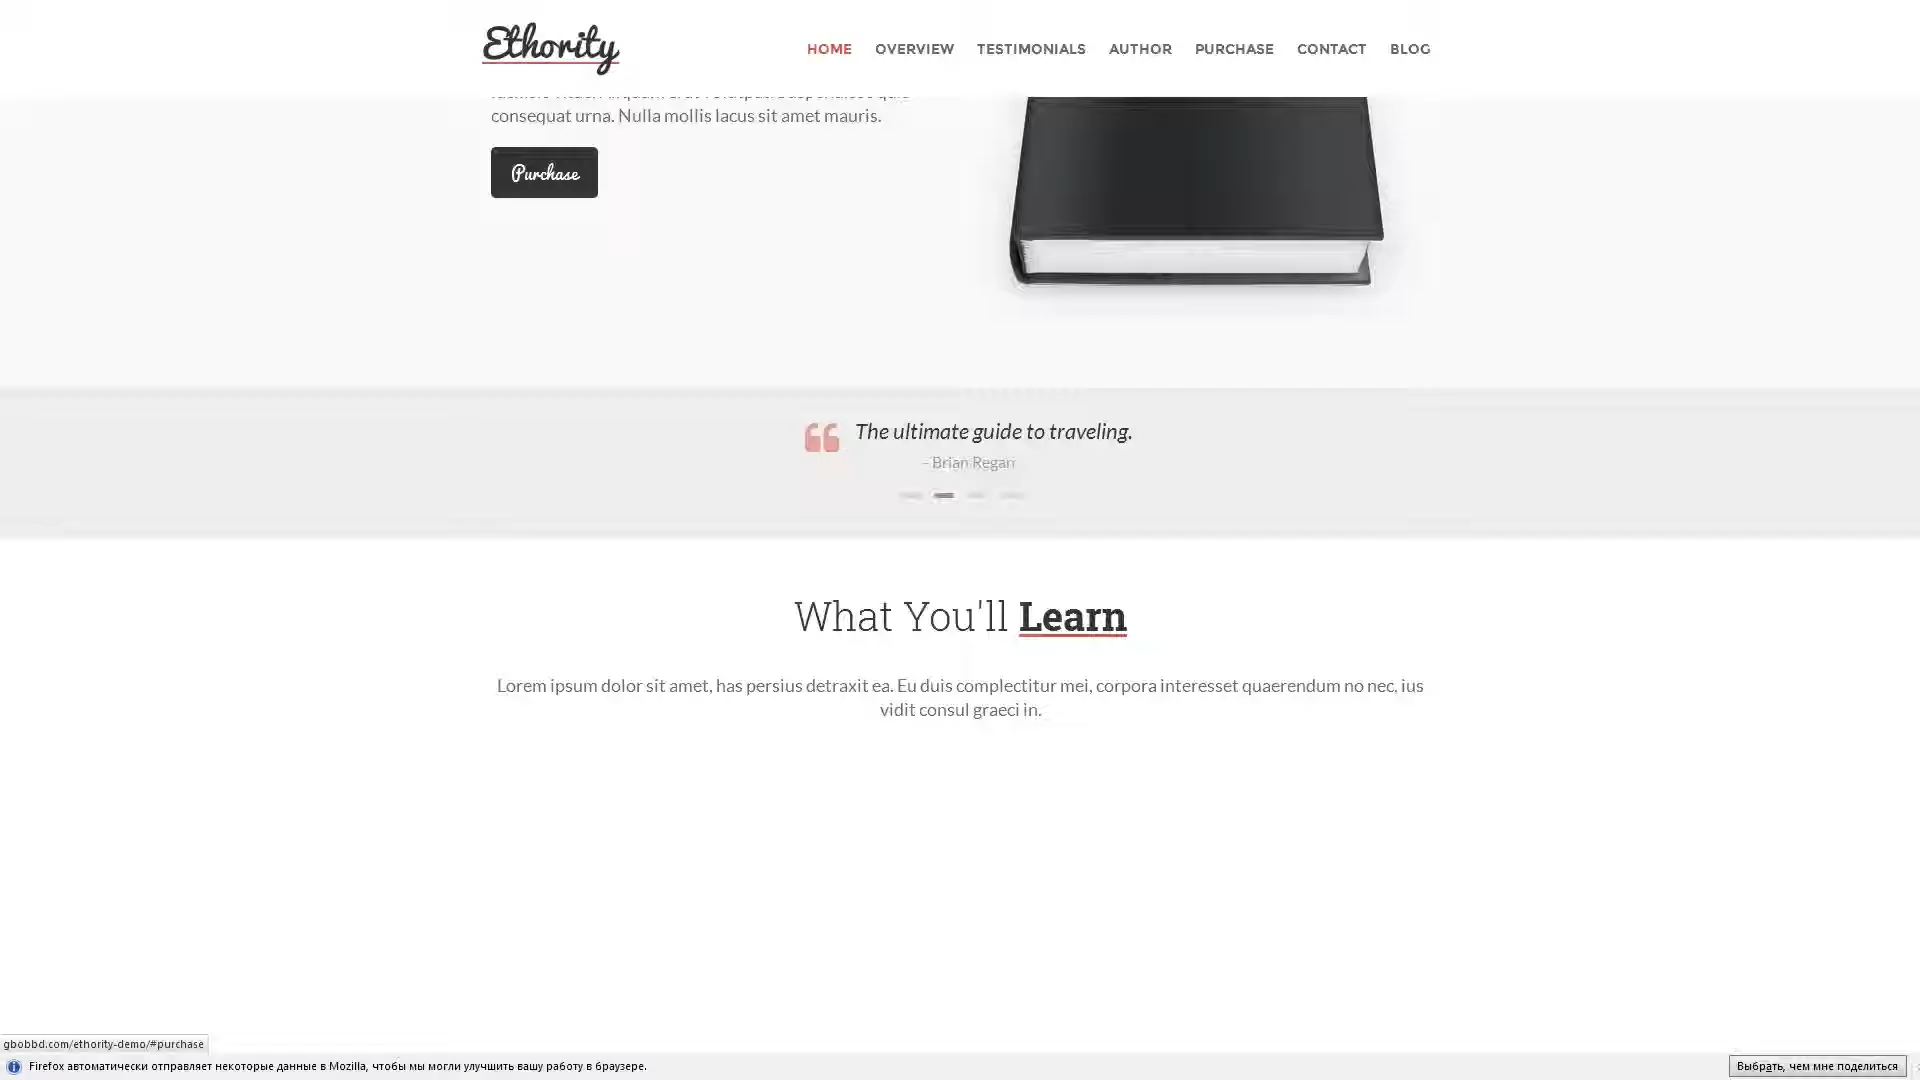 Ethority
HOME OVERVIEW TESTIMONIALS AUTHOR PURCHASE CONTACT BLOG
consequat urna. Nulla mollis lacus sit amet mauris.
Purchase
The ultimate guide to traveling.
- Brian Regan
What You'll Learn
Lorem ipsum dolor sit amet, has persius detraxit ea. Eu duis complectitur mei, corpora interesset quaerendum no nec, ius
vidit consul graeci in.
gbobbd.com/ethority-demo/#purchase
Firefox автоматически отправляет некоторые данные в Mozilla, чтобы мы могли улучшить вашу работу в браузере.
Выбрать, чем мне поделиться